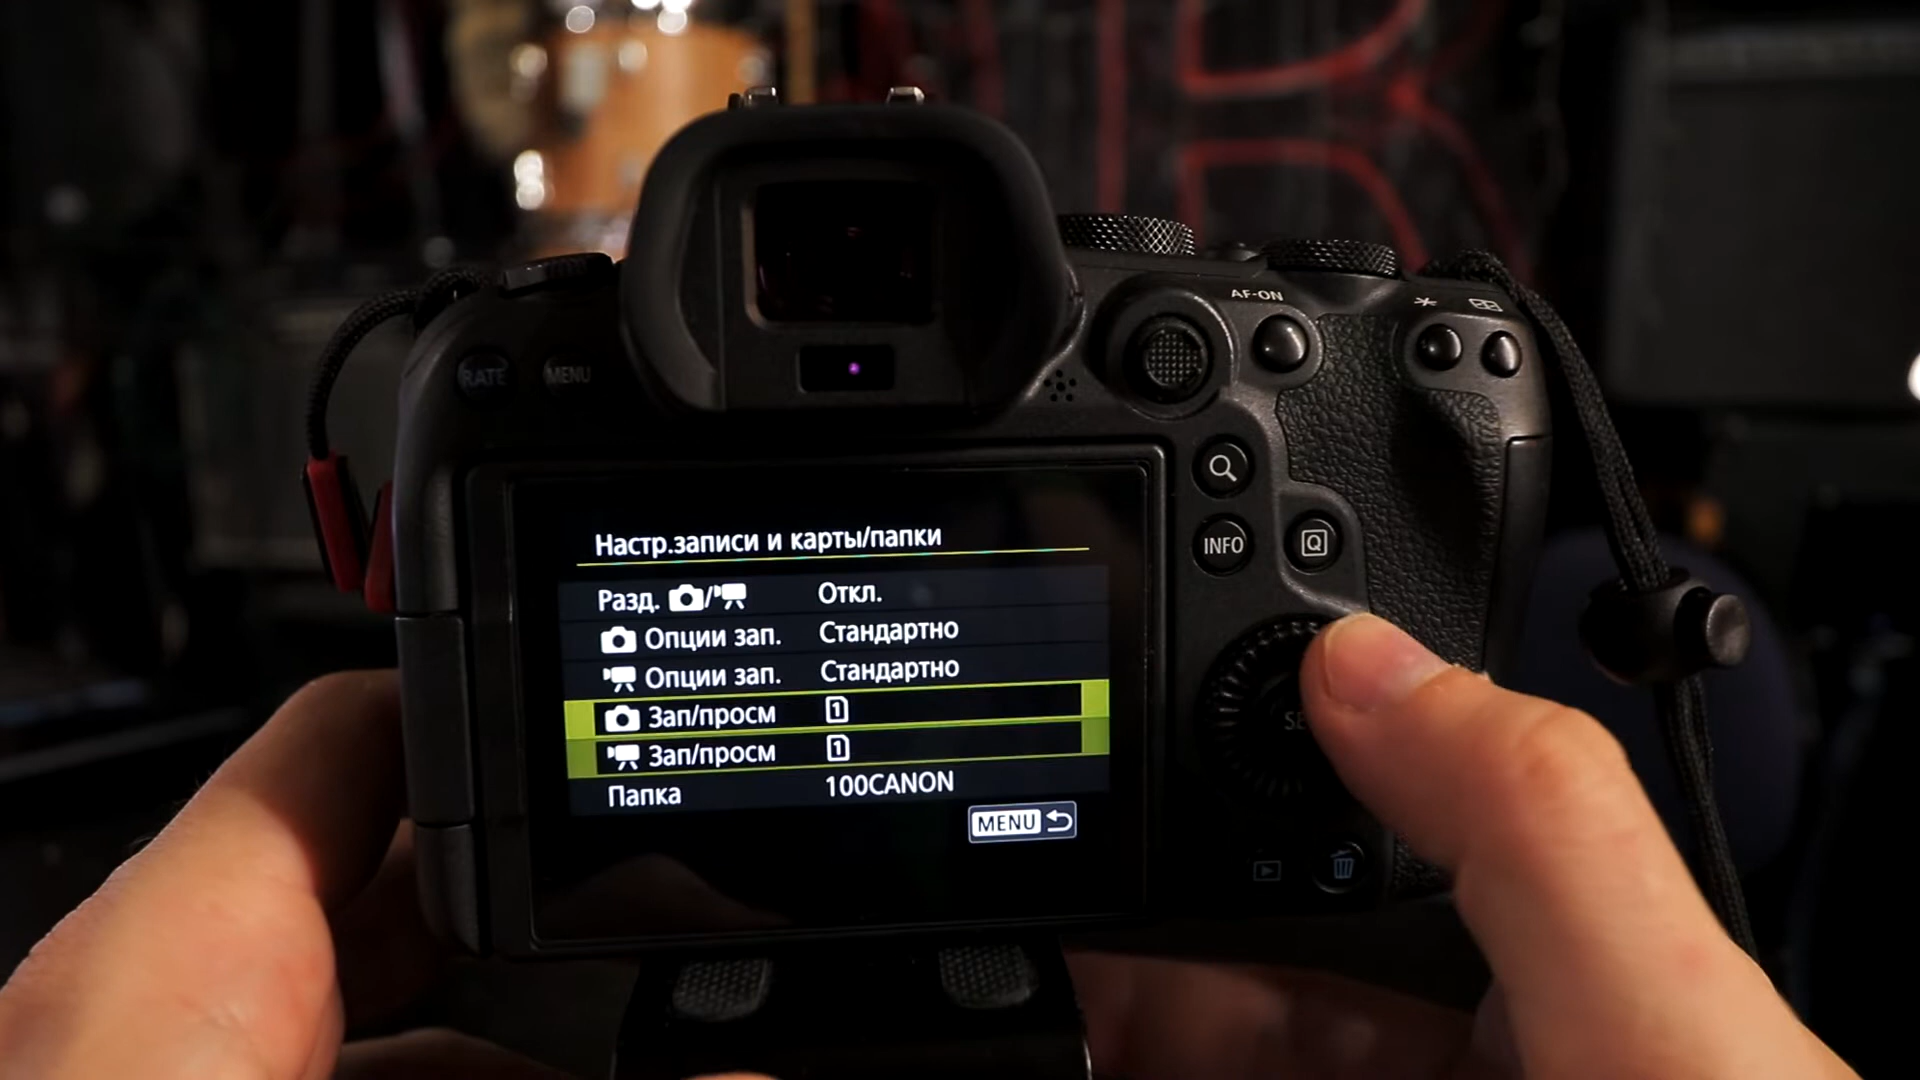 RATE MENU
AF-ON
INFO Q
SE
Настр.записи и карты/папки
Разд. / Откл.
Опции зап. Стандартно
Опции зап. Стандартно
Зап/просм 1
Зап/просм 1
Папка 100CANON
MENU